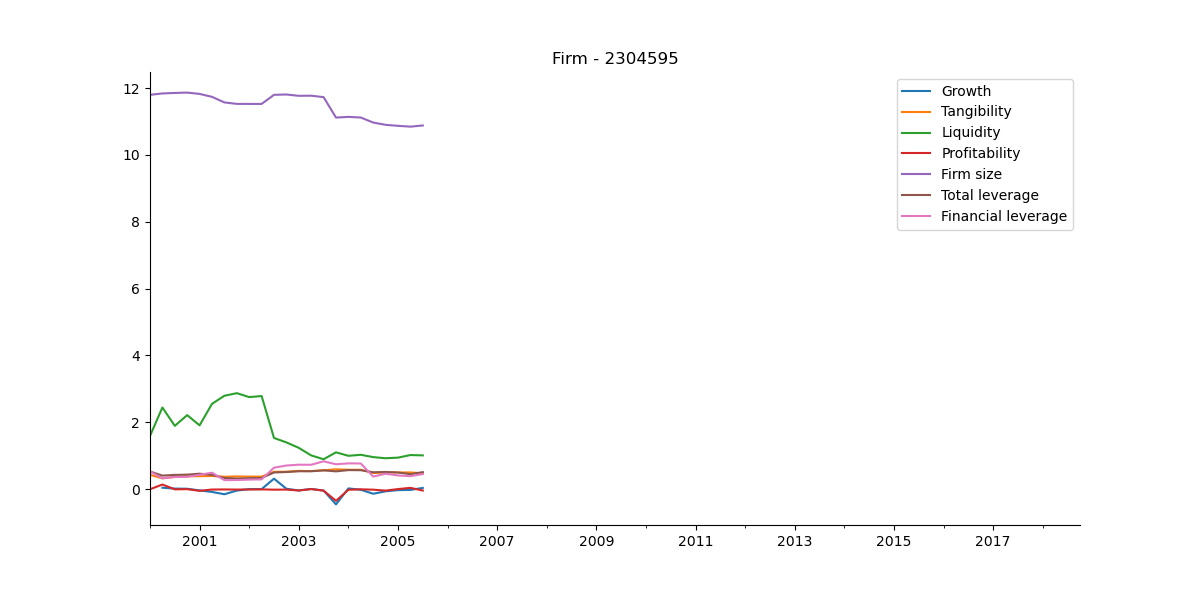 Firm - 2304595
12
10
8
6
4
2
0
2001 2003 2005 2007 2009 2011 2013 2015 2017
Growth
Tangibility
Liquidity
Profitability
Firm size
Total leverage
Financial leverage